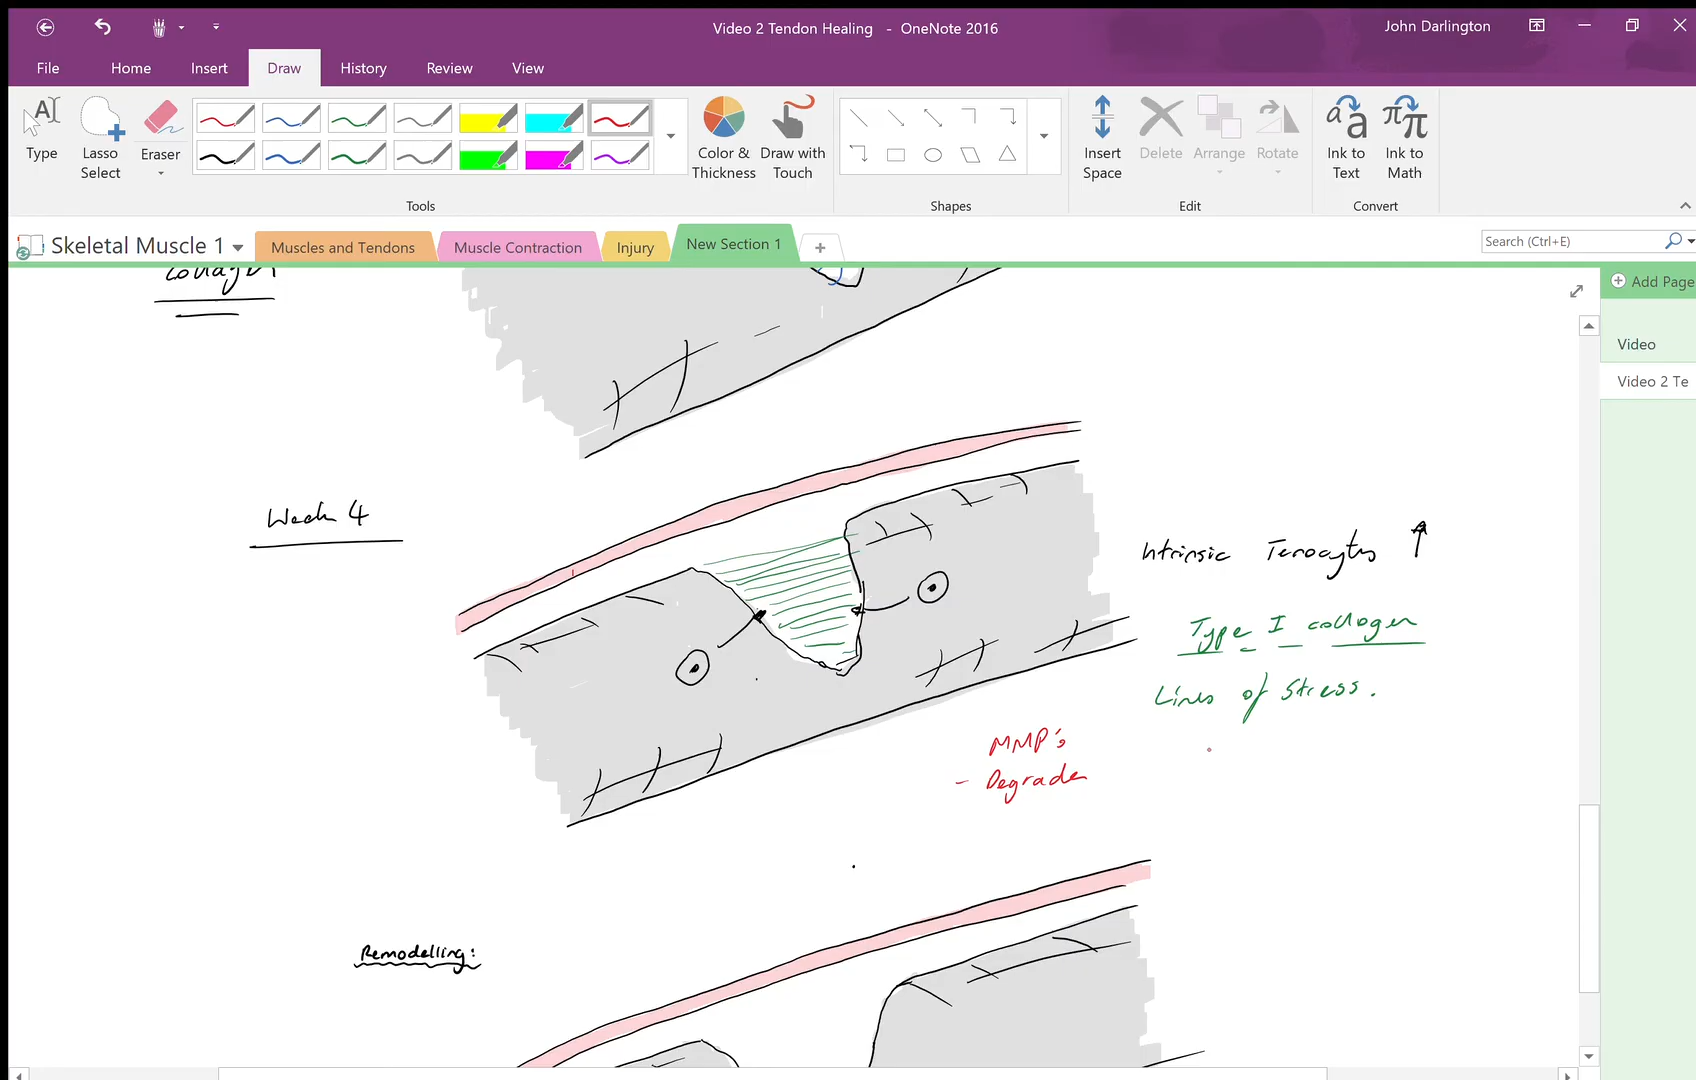 Video 2 Tendon Healing - OneNote 2016
John Darlington
File Home Insert Draw History Review View
Type
Lasso Select
Eraser
Color & Thickness
Draw with Touch
Insert Space
Delete
Arrange
Rotate
Ink to Text
Ink to Math
Tools
Shapes
Edit
Convert
Skeletal Muscle 1
Muscles and Tendons
Muscle Contraction
Injury
New Section 1
Search (Ctrl+E)
Add Page
Video
Video 2 Te
collagen
Week 4
Intrinsic Tenocytes ↑
Type I collagen
Lines of Stress.
MMP's
- Degrade
Remodelling: